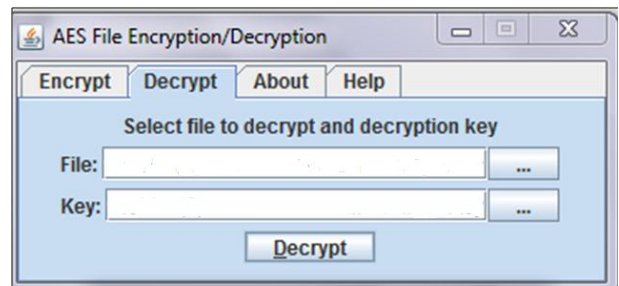 AES File Encryption/Decryption
Encrypt Decrypt About Help
Select file to decrypt and decryption key
File: ...
Key: ...
Decrypt